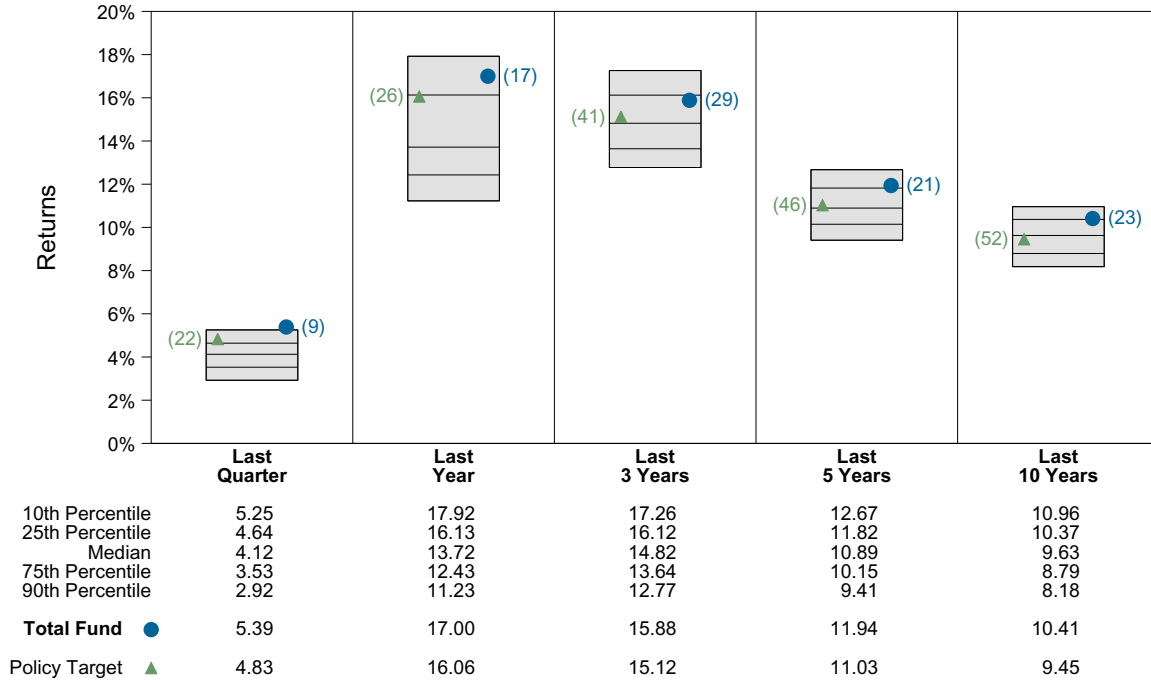 20%
18%
16%
14%
12%
10%
8%
6%
4%
2%
0%
Returns
(22)
(9)
(26)
(17)
(41)
(29)
(46)
(21)
(52)
(23)
Last Quarter
Last Year
Last 3 Years
Last 5 Years
Last 10 Years
10th Percentile 5.25 17.92 17.26 12.67 10.96
25th Percentile 4.64 16.13 16.12 11.82 10.37
Median 4.12 13.72 14.82 10.89 9.63
75th Percentile 3.53 12.43 13.64 10.15 8.79
90th Percentile 2.92 11.23 12.77 9.41 8.18
Total Fund 5.39 17.00 15.88 11.94 10.41
Policy Target 4.83 16.06 15.12 11.03 9.45